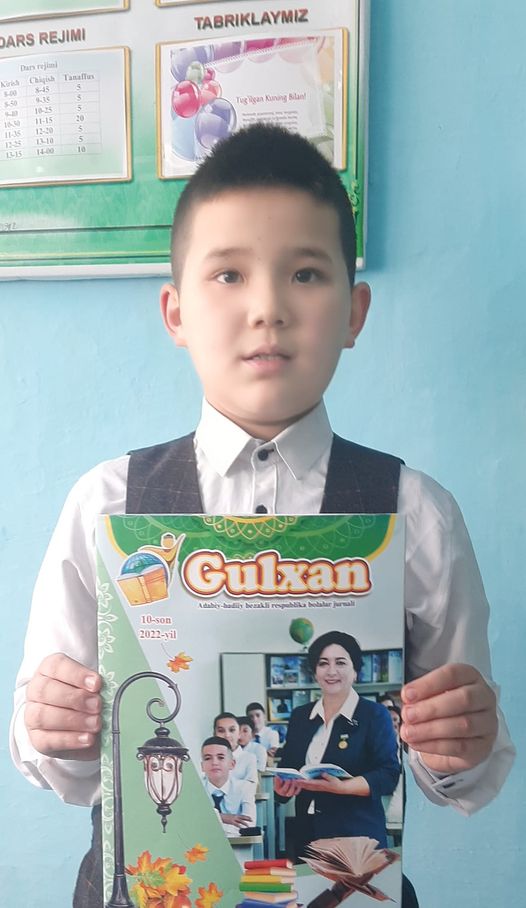 DARS REJIMI
Dars rejimi
Kirish Chiqish Tanaffus
8-00 8-45 5
8-50 9-35 5
9-40 10-25 5
10-30 11-15 20
11-35 12-20 5
12-25 13-10 5
13-15 14-00 10
TABRIKLAYMIZ
Tug'ilgan Kuning Bilan!
Gulxan
Adabiy-badiiy bezakli respublika bolalar jurnali
10-son
2022-yil